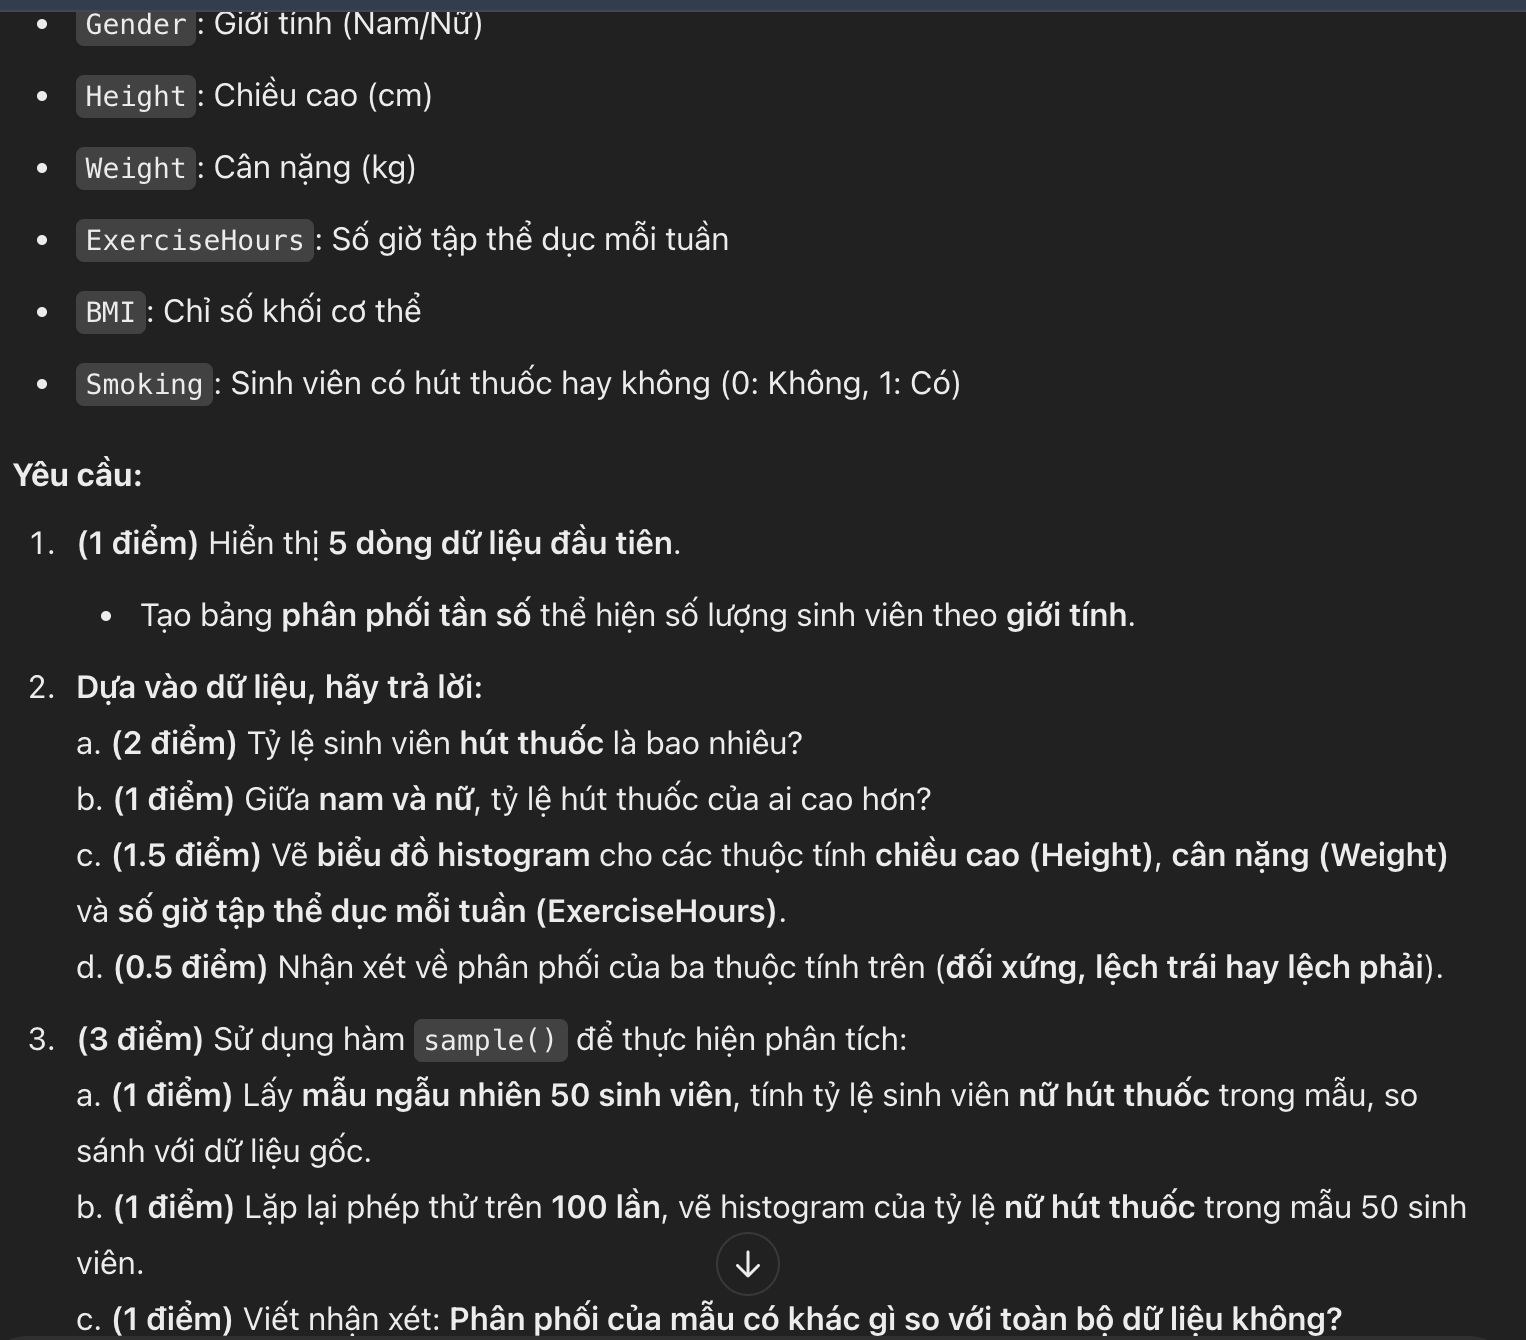 Gender: Giới tính (Nam/Nữ)
Height: Chiều cao (cm)
Weight: Cân nặng (kg)
ExerciseHours: Số giờ tập thể dục mỗi tuần
BMI: Chỉ số khối cơ thể
Smoking: Sinh viên có hút thuốc hay không (0: Không, 1: Có)
Yêu cầu:
1. (1 điểm) Hiển thị 5 dòng dữ liệu đầu tiên.
Tạo bảng phân phối tần số thể hiện số lượng sinh viên theo giới tính.
2. Dựa vào dữ liệu, hãy trả lời:
a. (2 điểm) Tỷ lệ sinh viên hút thuốc là bao nhiêu?
b. (1 điểm) Giữa nam và nữ, tỷ lệ hút thuốc của ai cao hơn?
c. (1.5 điểm) Vẽ biểu đồ histogram cho các thuộc tính chiều cao (Height), cân nặng (Weight)
và số giờ tập thể dục mỗi tuần (ExerciseHours).
d. (0.5 điểm) Nhận xét về phân phối của ba thuộc tính trên (đối xứng, lệch trái hay lệch phải).
3. (3 điểm) Sử dụng hàm sample() để thực hiện phân tích:
a. (1 điểm) Lấy mẫu ngẫu nhiên 50 sinh viên, tính tỷ lệ sinh viên nữ hút thuốc trong mẫu, so
sánh với dữ liệu gốc.
b. (1 điểm) Lặp lại phép thử trên 100 lần, vẽ histogram của tỷ lệ nữ hút thuốc trong mẫu 50 sinh
viên.
c. (1 điểm) Viết nhận xét: Phân phối của mẫu có khác gì so với toàn bộ dữ liệu không?